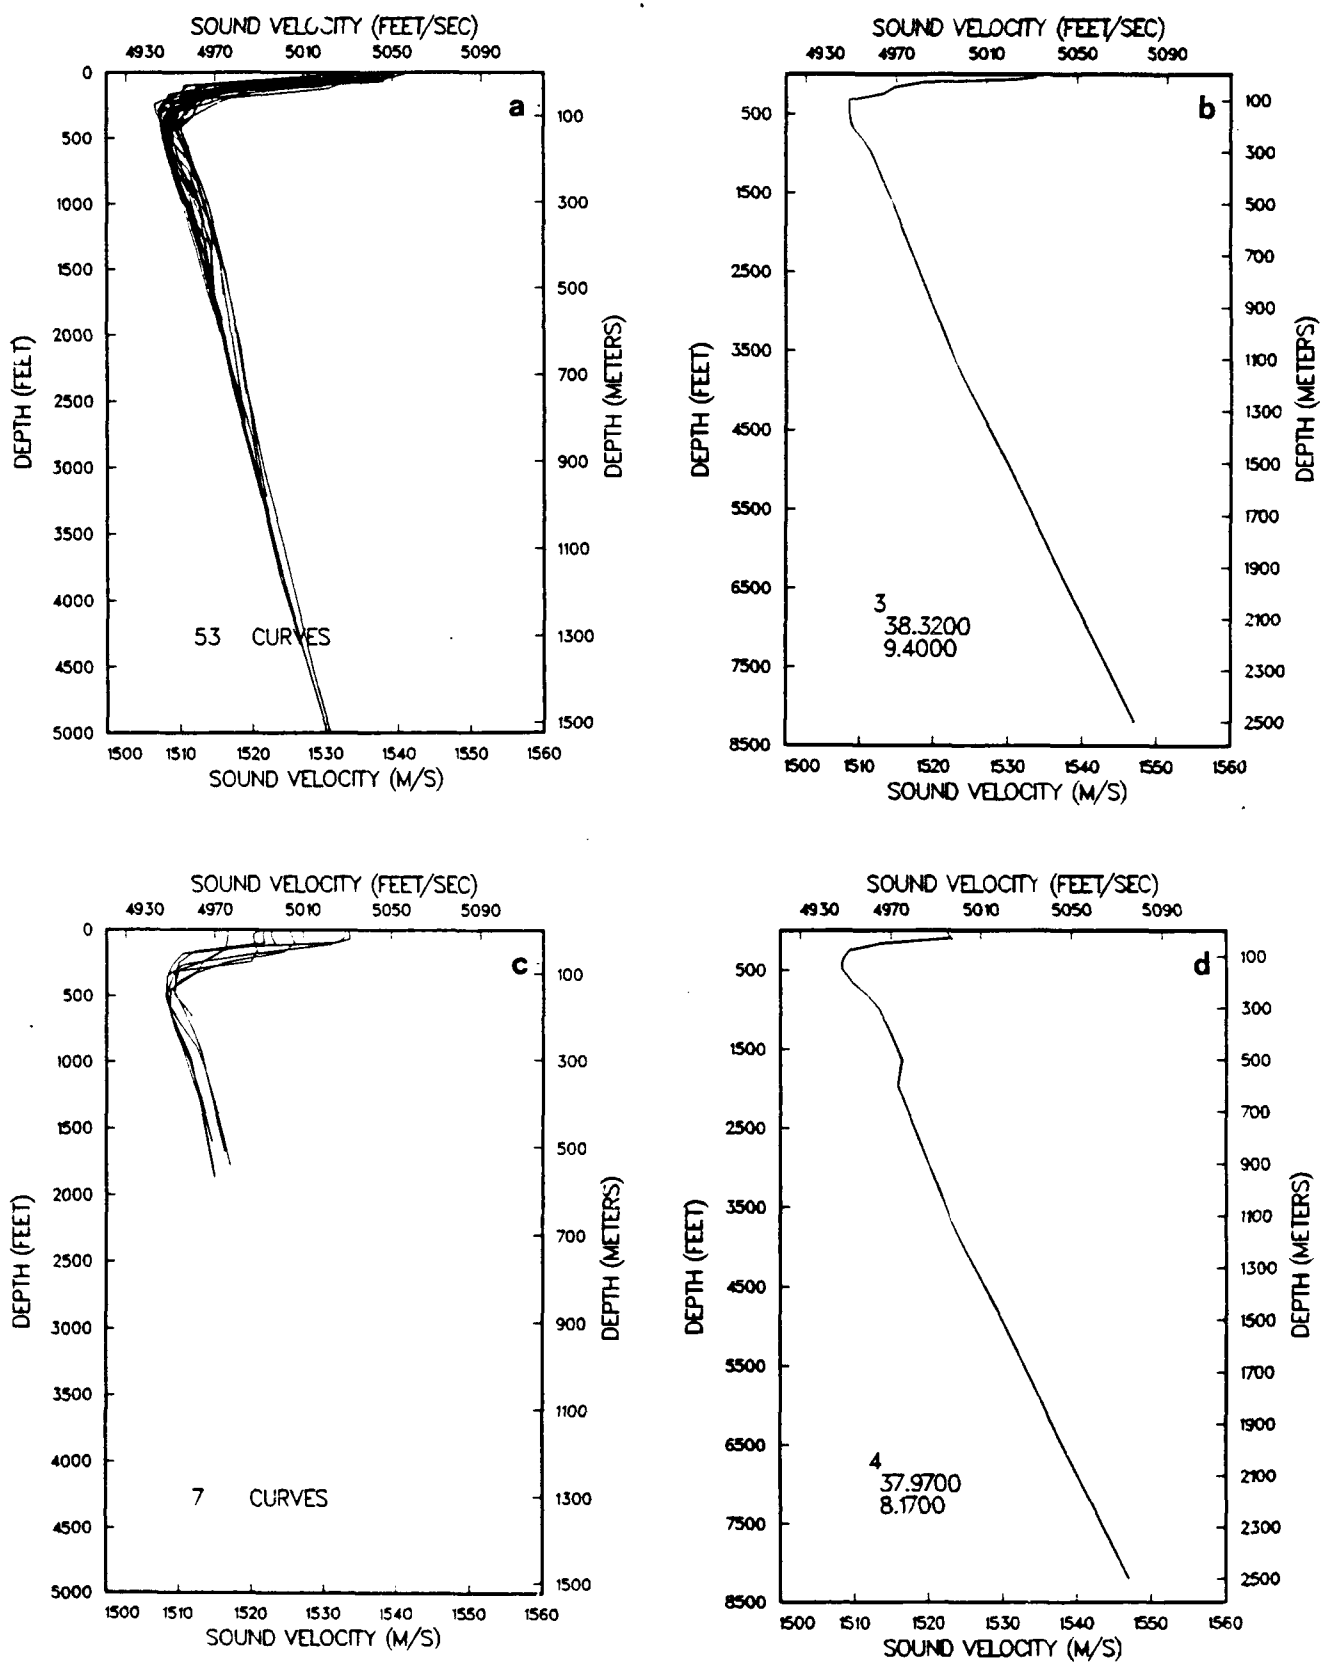 SOUND VELOCITY (FEET/SEC)
4930 4970 5010 5050 5090
a
0
500
1000
1500
2000
2500
3000
3500
4000
4500
5000
DEPTH (FEET)
100
300
500
700
900
1100
1300
1500
DEPTH (METERS)
53 CURVES
1500 1510 1520 1530 1540 1550 1560
SOUND VELOCITY (M/S)
SOUND VELOCITY (FEET/SEC)
4930 4970 5010 5050 5090
b
500
1500
2500
3500
4500
5500
6500
7500
8500
DEPTH (FEET)
100
300
500
700
900
1100
1300
1500
1700
1900
2100
2300
2500
DEPTH (METERS)
3
38.3200
9.4000
1500 1510 1520 1530 1540 1550 1560
SOUND VELOCITY (M/S)
SOUND VELOCITY (FEET/SEC)
4930 4970 5010 5050 5090
c
0
500
1000
1500
2000
2500
3000
3500
4000
4500
5000
DEPTH (FEET)
100
300
500
700
900
1100
1300
1500
DEPTH (METERS)
7 CURVES
1500 1510 1520 1530 1540 1550 1560
SOUND VELOCITY (M/S)
SOUND VELOCITY (FEET/SEC)
4930 4970 5010 5050 5090
d
500
1500
2500
3500
4500
5500
6500
7500
8500
DEPTH (FEET)
100
300
500
700
900
1100
1300
1500
1700
1900
2100
2300
2500
DEPTH (METERS)
4
37.9700
8.1700
1500 1510 1520 1530 1540 1550 1560
SOUND VELOCITY (M/S)